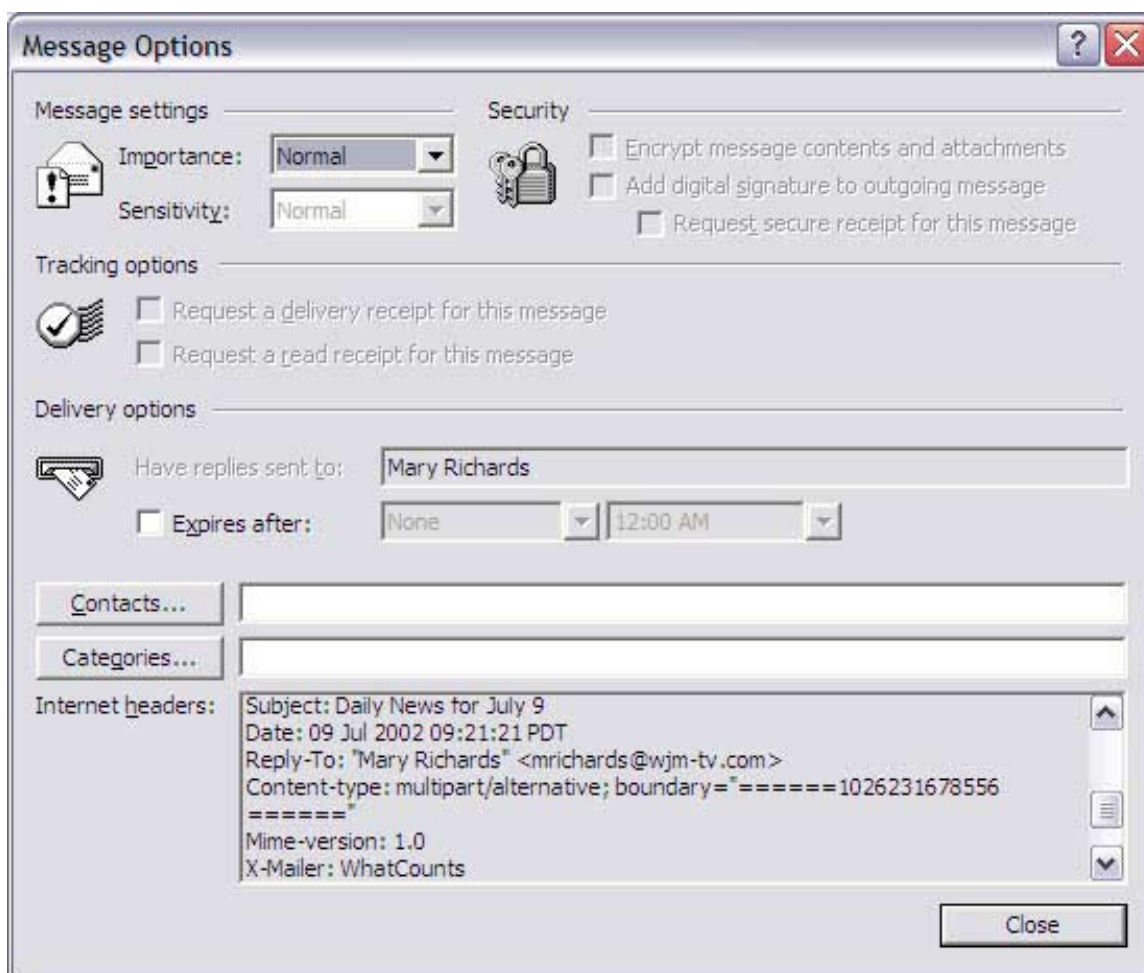 Message Options
Message settings
Security
Importance: Normal
Encrypt message contents and attachments
Add digital signature to outgoing message
Sensitivity: Normal
Request secure receipt for this message
Tracking options
Request a delivery receipt for this message
Request a read receipt for this message
Delivery options
Have replies sent to: Mary Richards
Expires after: None 12:00 AM
Contacts...
Categories...
Internet headers:
Subject: Daily News for July 9
Date: 09 Jul 2002 09:21:21 PDT
Reply-To: "Mary Richards" <mrichards@wjm-tv.com>
Content-type: multipart/alternative; boundary="======1026231678556
======"
Mime-version: 1.0
X-Mailer: WhatCounts
Close